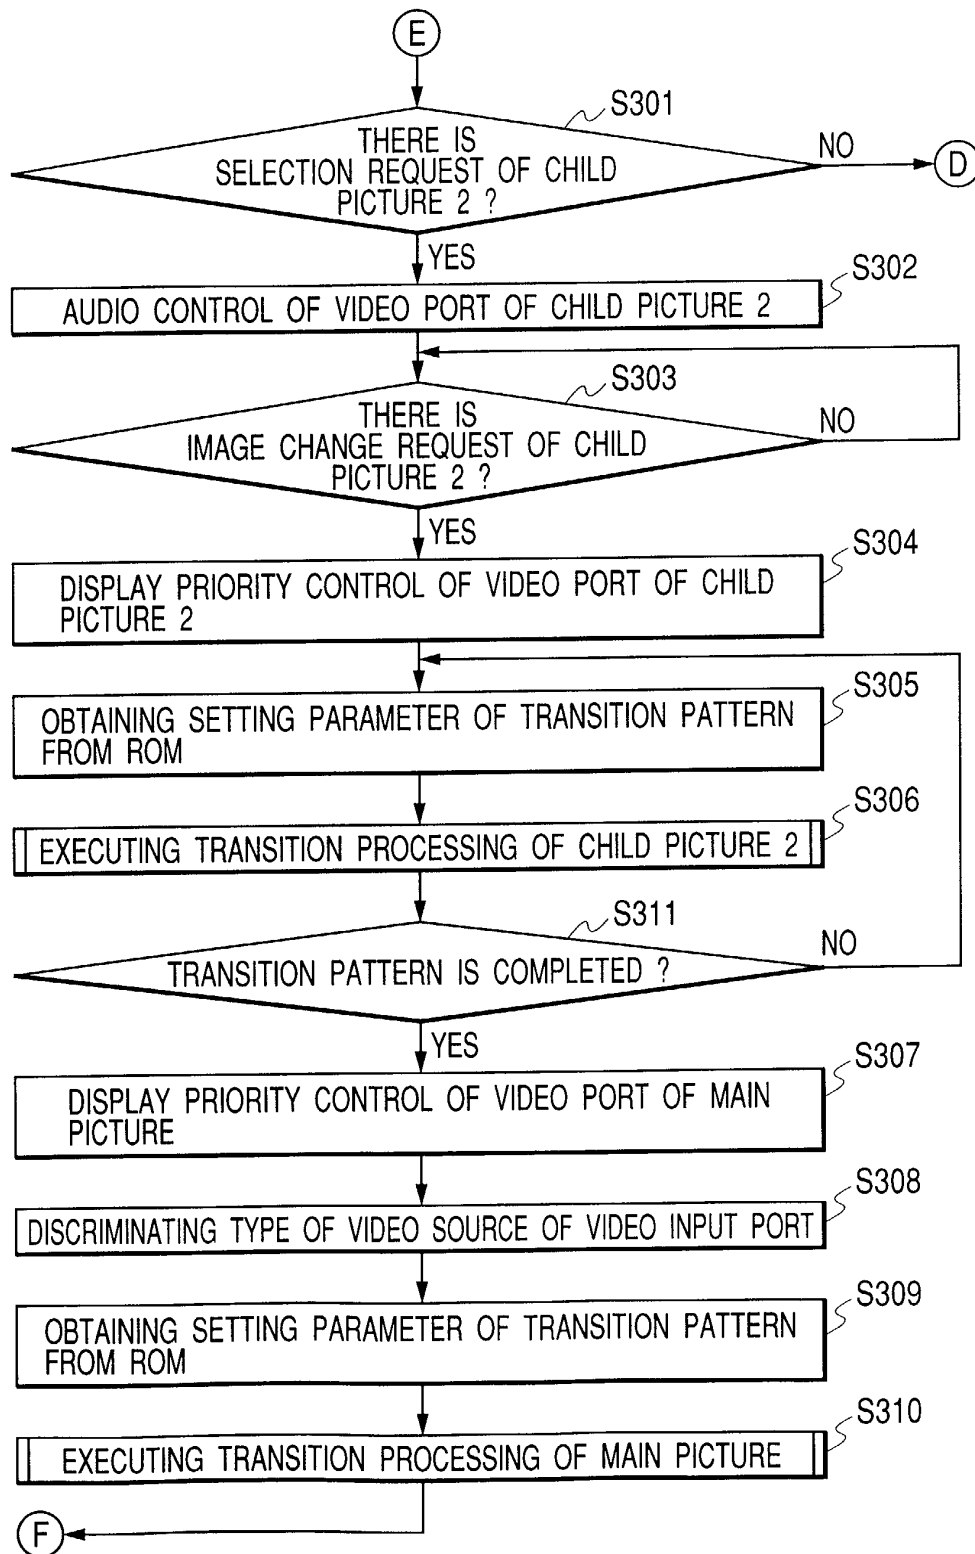 E
S301
THERE IS
SELECTION REQUEST OF CHILD
PICTURE 2 ?
NO
D
YES
S302
AUDIO CONTROL OF VIDEO PORT OF CHILD PICTURE 2
S303
THERE IS
IMAGE CHANGE REQUEST OF CHILD
PICTURE 2 ?
NO
YES
S304
DISPLAY PRIORITY CONTROL OF VIDEO PORT OF CHILD
PICTURE 2
S305
OBTAINING SETTING PARAMETER OF TRANSITION PATTERN
FROM ROM
S306
EXECUTING TRANSITION PROCESSING OF CHILD PICTURE 2
S311
TRANSITION PATTERN IS COMPLETED ?
NO
YES
S307
DISPLAY PRIORITY CONTROL OF VIDEO PORT OF MAIN
PICTURE
S308
DISCRIMINATING TYPE OF VIDEO SOURCE OF VIDEO INPUT PORT
S309
OBTAINING SETTING PARAMETER OF TRANSITION PATTERN
FROM ROM
S310
EXECUTING TRANSITION PROCESSING OF MAIN PICTURE
F